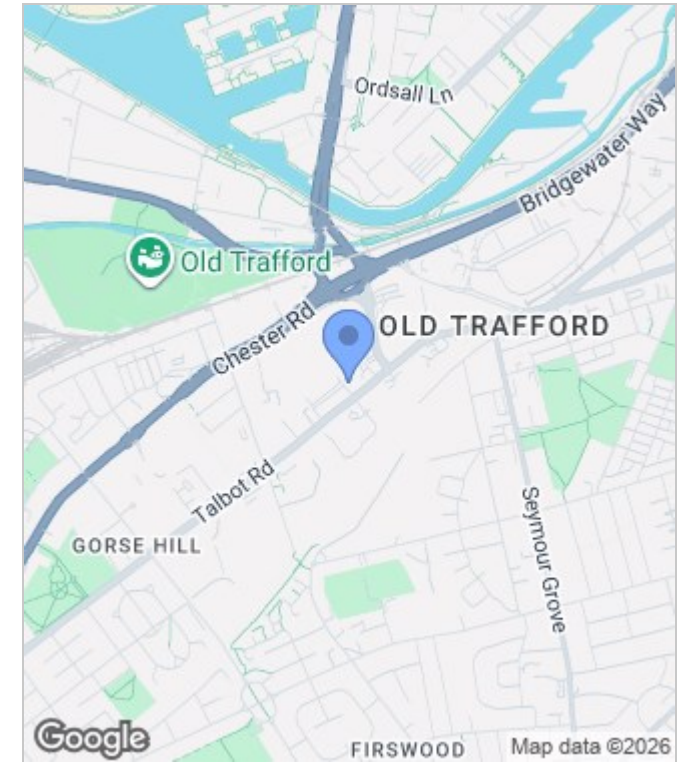 Ordsall Ln
Bridgewater Way
Old Trafford
OLD TRAFFORD
Chester Rd
Talbot Rd
Seymour Grove
GORSE HILL
FIRSWOOD
Google
Map data ©2026